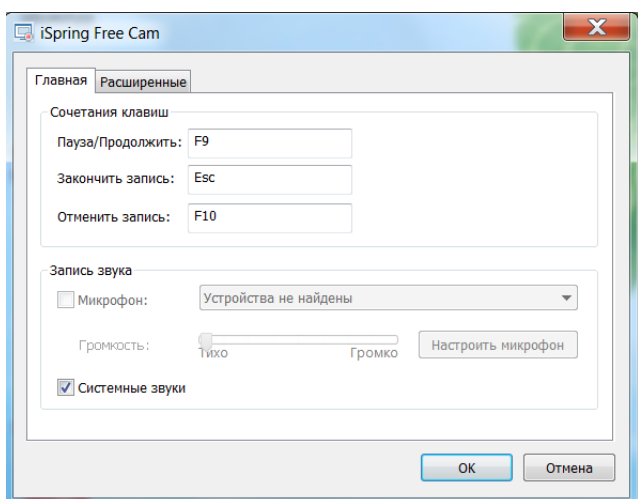 iSpring Free Cam
Главная Расширенные
Сочетания клавиш
Пауза/Продолжить: F9
Закончить запись: Esc
Отменить запись: F10
Запись звука
Микрофон: Устройства не найдены
Громкость: Тихо Громко Настроить микрофон
Системные звуки
OK Отмена